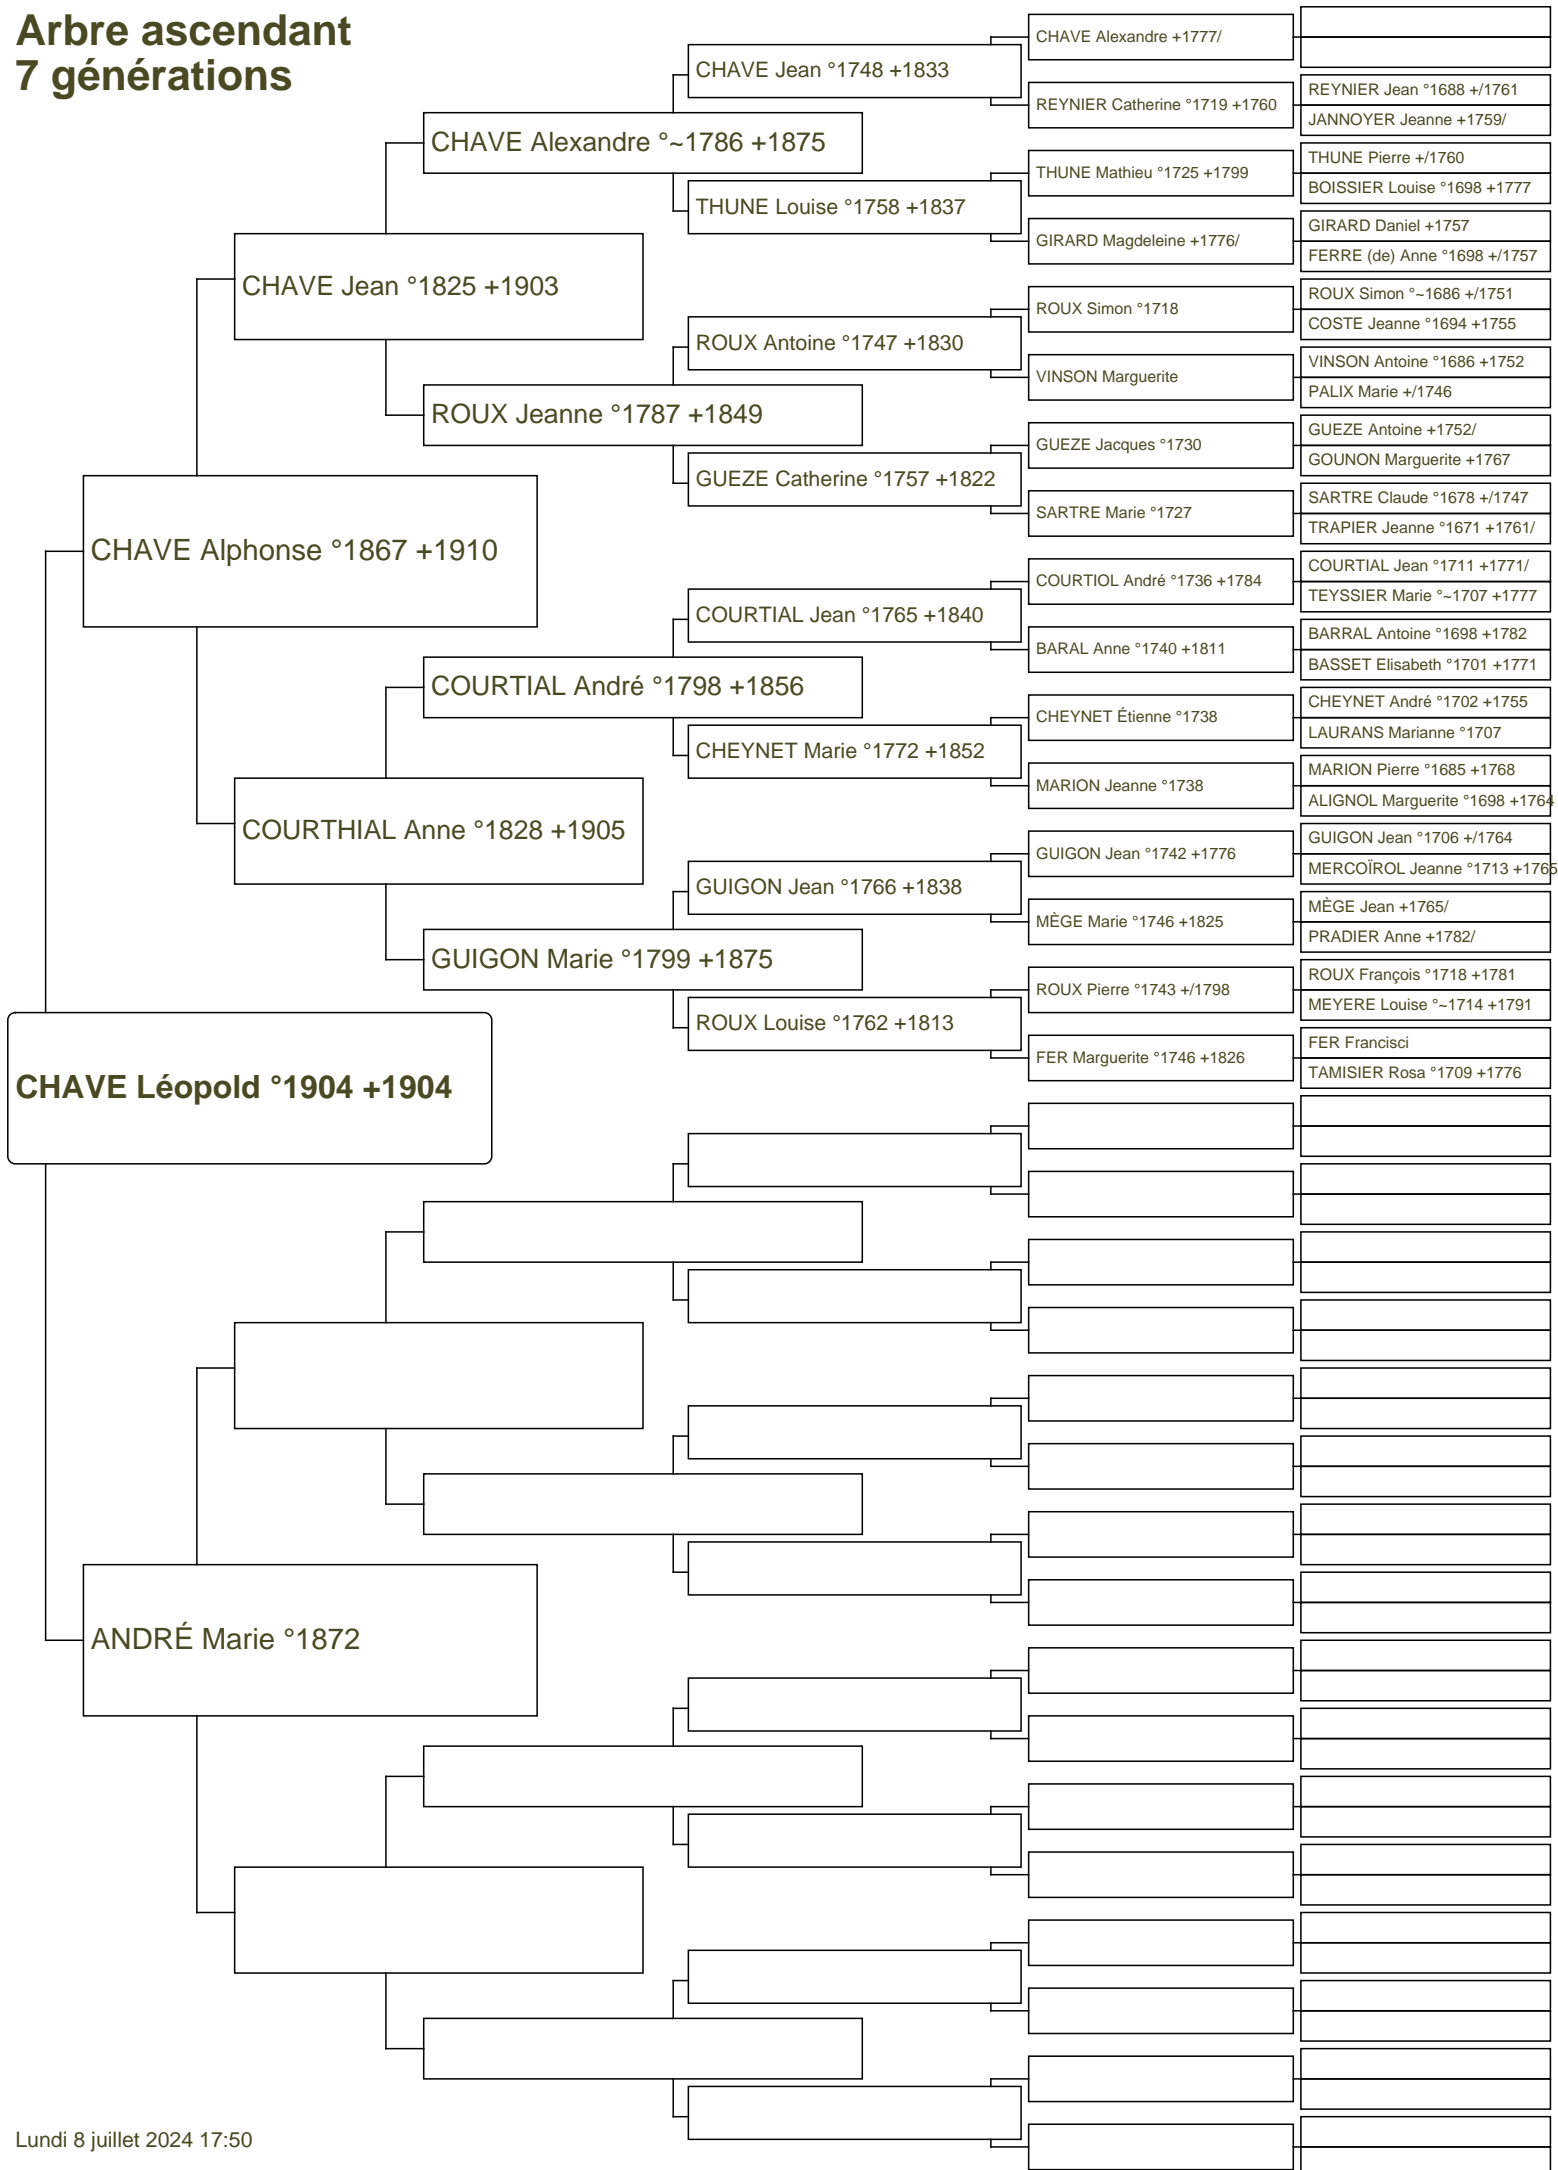 Arbre ascendant
7 générations
CHAVE Léopold °1904 +1904
CHAVE Alphonse °1867 +1910
ANDRÉ Marie °1872
CHAVE Jean °1825 +1903
COURTHIAL Anne °1828 +1905
CHAVE Alexandre °~1786 +1875
ROUX Jeanne °1787 +1849
COURTIAL André °1798 +1856
GUIGON Marie °1799 +1875
CHAVE Jean °1748 +1833
THUNE Louise °1758 +1837
ROUX Antoine °1747 +1830
GUEZE Catherine °1757 +1822
COURTIAL Jean °1765 +1840
CHEYNET Marie °1772 +1852
GUIGON Jean °1766 +1838
ROUX Louise °1762 +1813
CHAVE Alexandre +1777/
REYNIER Catherine °1719 +1760
THUNE Mathieu °1725 +1799
GIRARD Magdeleine +1776/
ROUX Simon °1718
VINSON Marguerite
GUEZE Jacques °1730
SARTRE Marie °1727
COURTIOL André °1736 +1784
BARAL Anne °1740 +1811
CHEYNET Étienne °1738
MARION Jeanne °1738
GUIGON Jean °1742 +1776
MÈGE Marie °1746 +1825
ROUX Pierre °1743 +/1798
FER Marguerite °1746 +1826
REYNIER Jean °1688 +/1761
JANNOYER Jeanne +1759/
THUNE Pierre +/1760
BOISSIER Louise °1698 +1777
GIRARD Daniel +1757
FERRE (de) Anne °1698 +/1757
ROUX Simon °~1686 +/1751
COSTE Jeanne °1694 +1755
VINSON Antoine °1686 +1752
PALIX Marie +/1746
GUEZE Antoine +1752/
GOUNON Marguerite +1767
SARTRE Claude °1678 +/1747
TRAPIER Jeanne °1671 +1761/
COURTIAL Jean °1711 +1771/
TEYSSIER Marie °~1707 +1777
BARRAL Antoine °1698 +1782
BASSET Elisabeth °1701 +1771
CHEYNET André °1702 +1755
LAURANS Marianne °1707
MARION Pierre °1685 +1768
ALIGNOL Marguerite °1698 +1764
GUIGON Jean °1706 +/1764
MERCOÏROL Jeanne °1713 +1765
MÈGE Jean +1765/
PRADIER Anne +1782/
ROUX François °1718 +1781
MEYERE Louise °~1714 +1791
FER Francisci
TAMISIER Rosa °1709 +1776
Lundi 8 juillet 2024 17:50